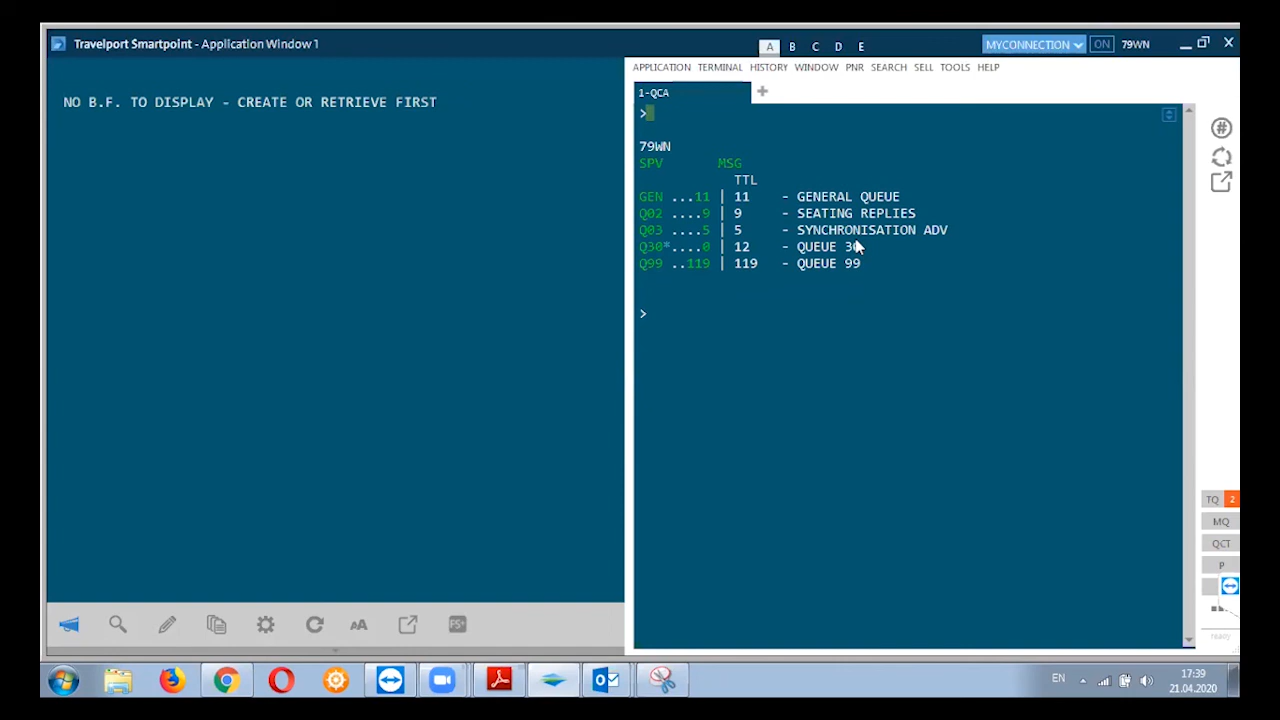 Travelport Smartpoint - Application Window 1
A B C D E
MYCONNECTION ON 79WN
APPLICATION TERMINAL HISTORY WINDOW PNR SEARCH SELL TOOLS HELP
NO B.F. TO DISPLAY - CREATE OR RETRIEVE FIRST
1-QCA
>
79WN
SPV MSG
TTL
GEN ...11 | 11 - GENERAL QUEUE
Q02 ....9 | 9 - SEATING REPLIES
Q03 ....5 | 5 - SYNCHRONISATION ADV
Q30*....0 | 12 - QUEUE 30
Q99 ..119 | 119 - QUEUE 99
>
TQ 2
MQ
QCT
P
ready
AA
PS+
EN
17:39
21.04.2020